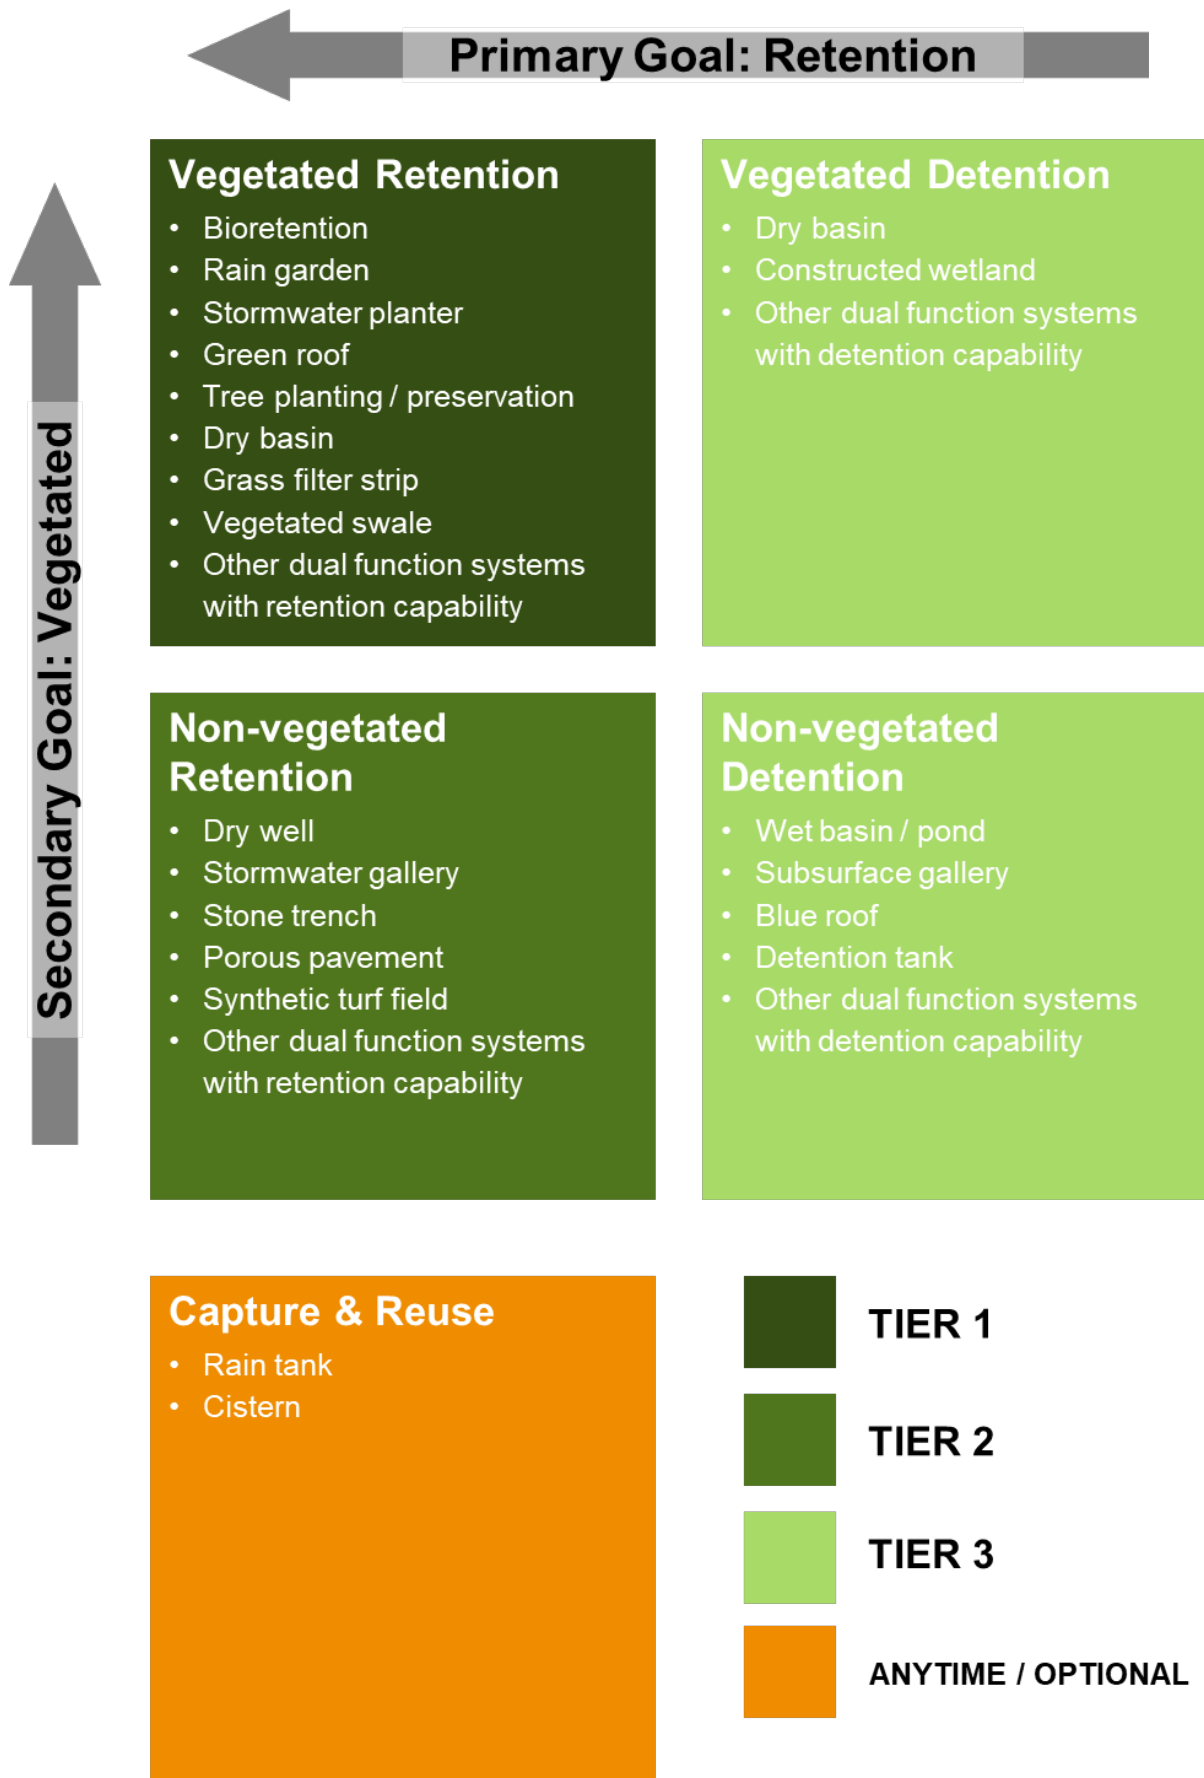 Primary Goal: Retention
Secondary Goal: Vegetated
Vegetated Retention
• Bioretention
• Rain garden
• Stormwater planter
• Green roof
• Tree planting / preservation
• Dry basin
• Grass filter strip
• Vegetated swale
• Other dual function systems
with retention capability
Vegetated Detention
• Dry basin
• Constructed wetland
• Other dual function systems
with detention capability
Non-vegetated
Retention
• Dry well
• Stormwater gallery
• Stone trench
• Porous pavement
• Synthetic turf field
• Other dual function systems
with retention capability
Non-vegetated
Detention
• Wet basin / pond
• Subsurface gallery
• Blue roof
• Detention tank
• Other dual function systems
with detention capability
Capture & Reuse
• Rain tank
• Cistern
TIER 1
TIER 2
TIER 3
ANYTIME / OPTIONAL